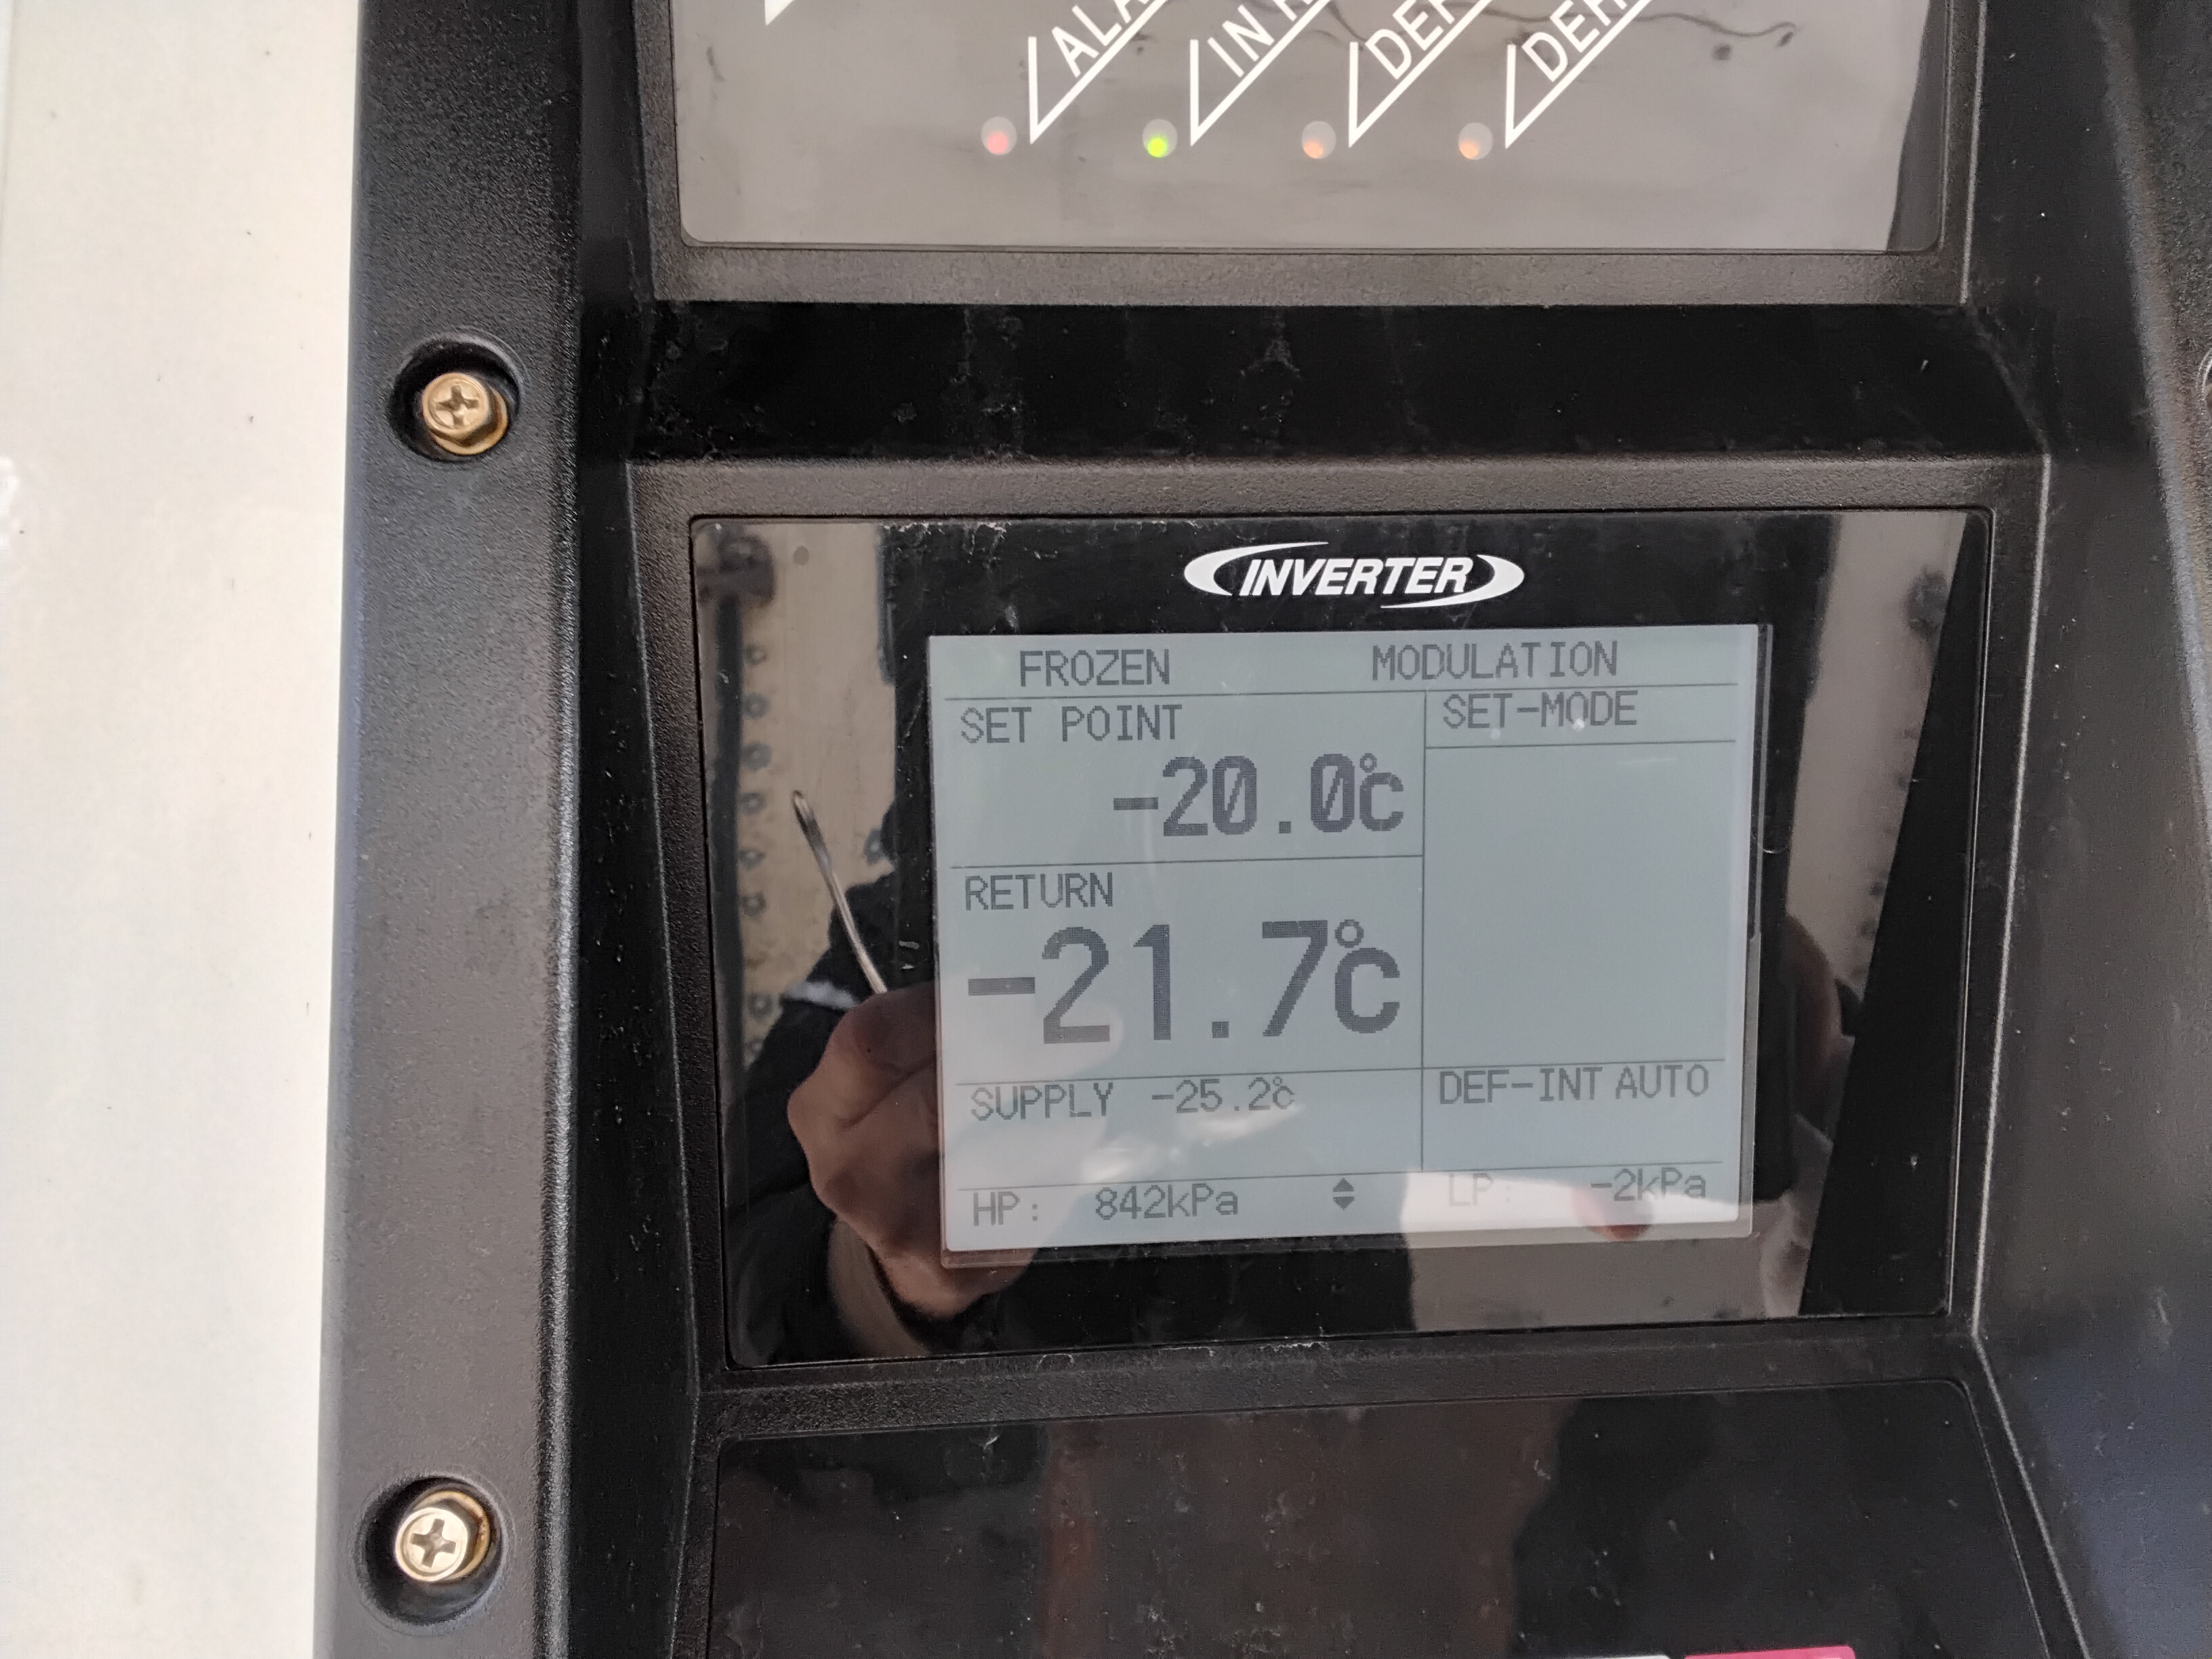 INVERTER
FROZEN MODULATION
SET POINT SET-MODE
-20.0℃
RETURN
-21.7℃
SUPPLY -25.2℃ DEF-INT AUTO
HP: 842kPa LP: -2kPa